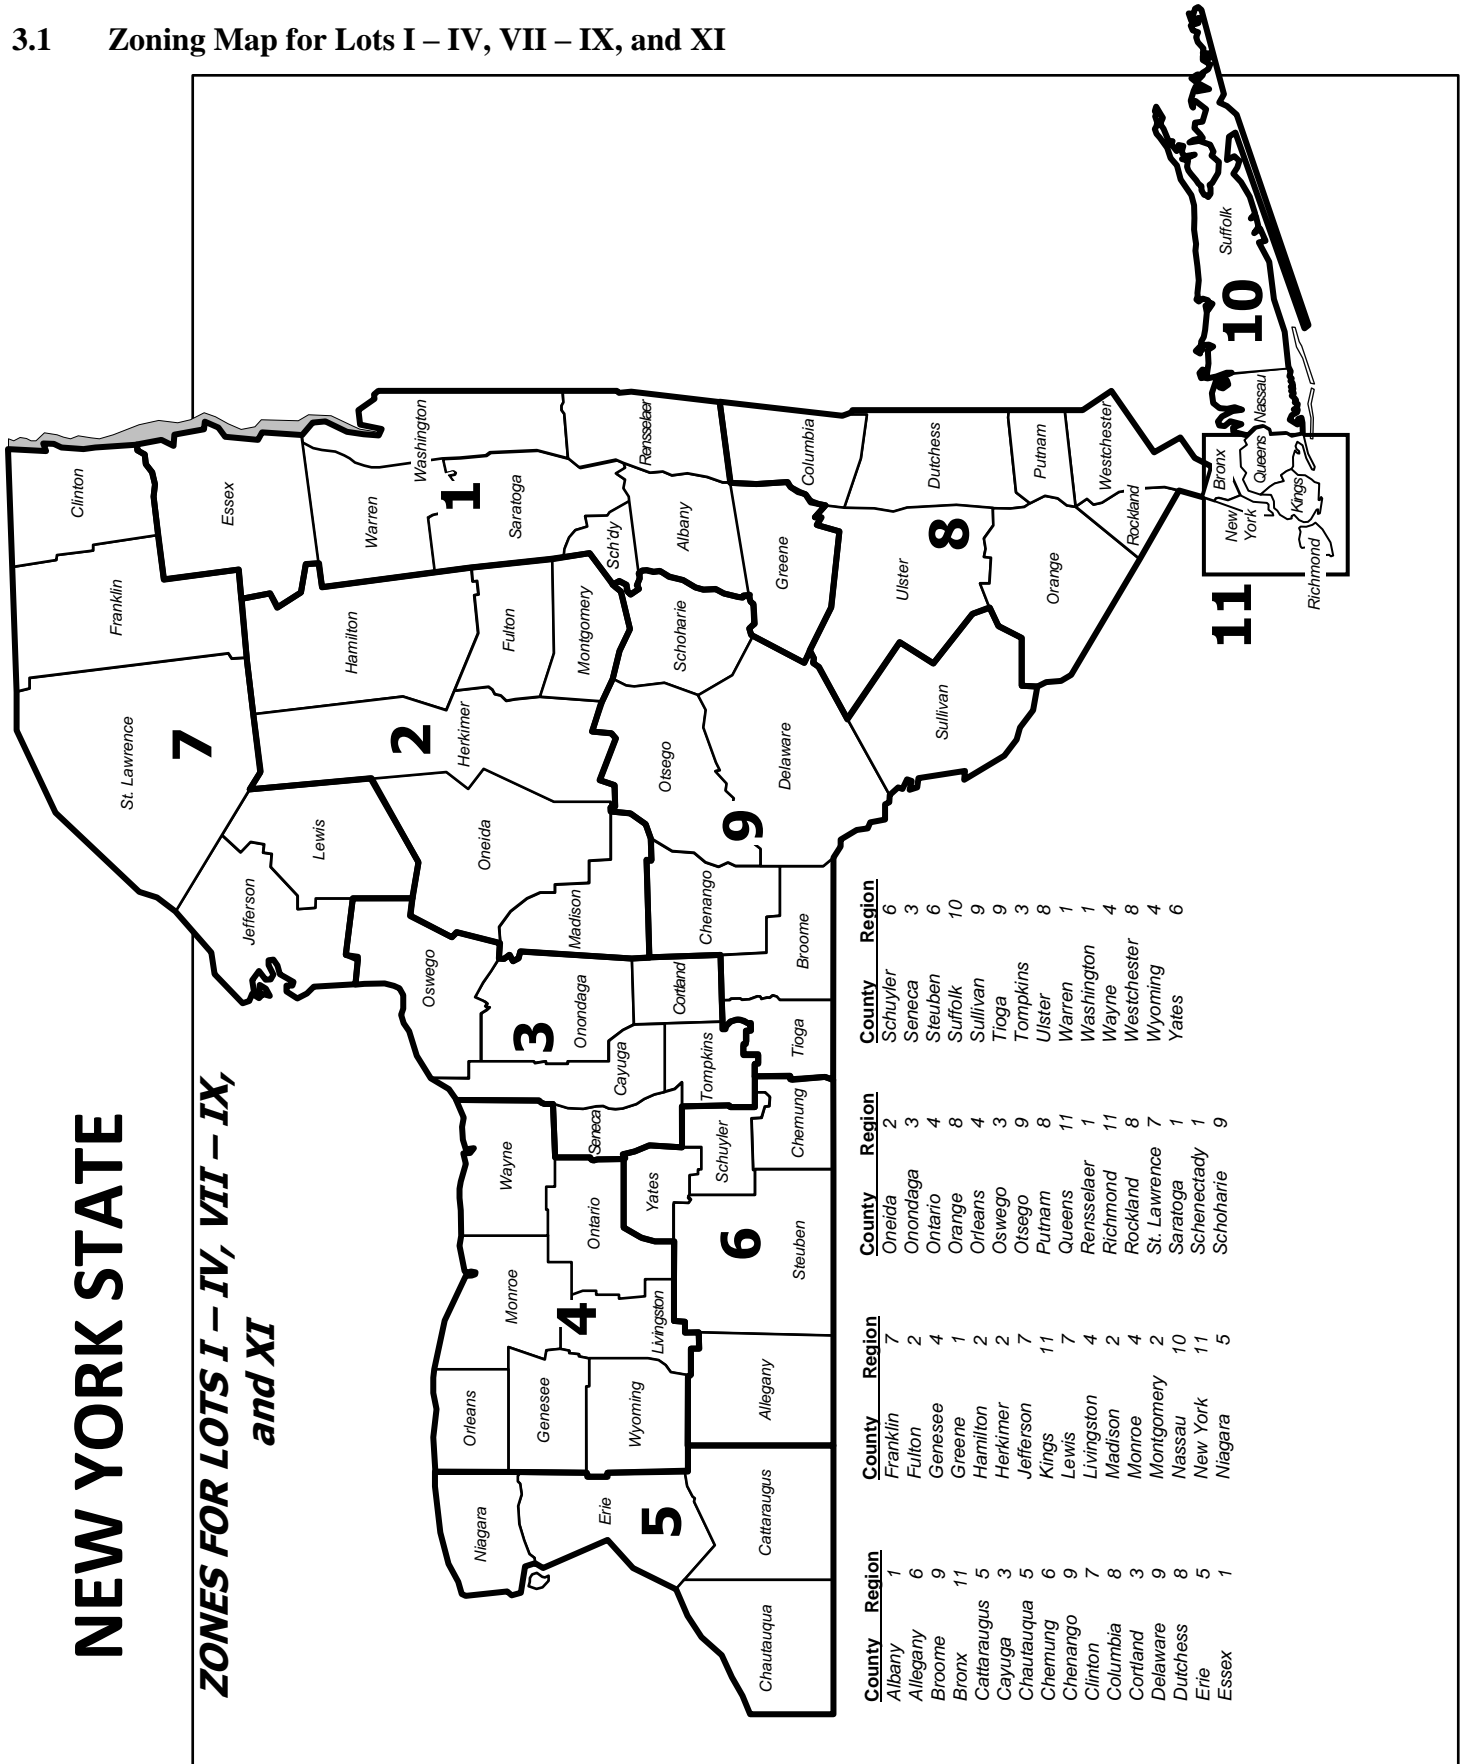 3.1 Zoning Map for Lots I – IV, VII – IX, and XI
NEW YORK STATE
ZONES FOR LOTS I – IV, VII – IX,
and XI
Clinton
Franklin
St. Lawrence
7
Essex
Jefferson
Lewis
Hamilton
Warren
Washington
1
Saratoga
Fulton
Herkimer
2
Oneida
Montgomery
Sch'dy
Rensselaer
Albany
Schoharie
Otsego
Madison
Oswego
Onondaga
3
Cayuga
Cortland
Tompkins
Seneca
Wayne
Ontario
Yates
Monroe
4
Livingston
Orleans
Genesee
Wyoming
Niagara
Erie
5
Chautauqua
Cattaraugus
Allegany
Steuben
6
Schuyler
Chemung
Tioga
Broome
Chenango
9
Delaware
Greene
Columbia
Ulster
8
Dutchess
Sullivan
Orange
Putnam
Rockland
Westchester
Bronx
New
York
Queens
Kings
Richmond
11
Nassau
10
Suffolk
County Region
Albany 1
Allegany 6
Broome 9
Bronx 11
Cattaraugus 5
Cayuga 3
Chautauqua 5
Chemung 6
Chenango 9
Clinton 7
Columbia 8
Cortland 3
Delaware 9
Dutchess 8
Erie 5
Essex 1
County Region
Franklin 7
Fulton 2
Genesee 4
Greene 1
Hamilton 2
Herkimer 2
Jefferson 7
Kings 11
Lewis 7
Livingston 4
Madison 2
Monroe 4
Montgomery 2
Nassau 10
New York 11
Niagara 5
County Region
Oneida 2
Onondaga 3
Ontario 4
Orange 8
Orleans 4
Oswego 3
Otsego 9
Putnam 8
Queens 11
Rensselaer 1
Richmond 11
Rockland 8
St. Lawrence 7
Saratoga 1
Schenectady 1
Schoharie 9
County Region
Schuyler 6
Seneca 3
Steuben 6
Suffolk 10
Sullivan 9
Tioga 9
Tompkins 3
Ulster 8
Warren 1
Washington 1
Wayne 4
Westchester 8
Wyoming 4
Yates 6